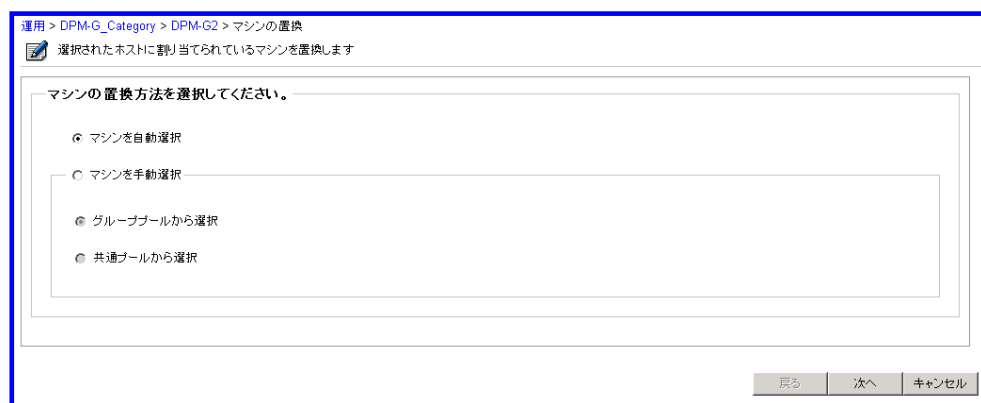 運用 > DPM-G_Category > DPM-G2 > マシンの置換
選択されたホストに割り当てられているマシンを置換します
マシンの置換方法を選択してください。
マシンを自動選択
マシンを手動選択
グループプールから選択
共通プールから選択
戻る 次へ キャンセル